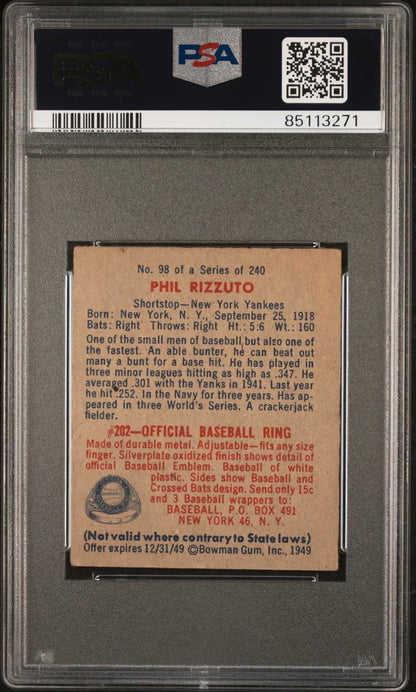 PSA
PSA
85113271
No. 98 of a Series of 240
PHIL RIZZUTO
Shortstop—New York Yankees
Born: New York, N. Y., September 25, 1918
Bats: Right Throws: Right Ht.: 5:6 Wt.: 160
One of the small men of baseball but also one of
the fastest. An able bunter, he can beat out
many a bunt for a base hit. He has played in
three minor leagues hitting as high as .347. He
averaged .301 with the Yanks in 1941. Last year
he hit .252. In the Navy for three years. Has ap-
peared in three World's Series. A crackerjack
fielder.
#202—OFFICIAL BASEBALL RING
Made of durable metal. Adjustable—fits any size
finger. Silverplate oxidized finish shows detail of
official Baseball Emblem. Baseball of white
plastic. Sides show Baseball and
Crossed Bats design. Send only 15c
and 3 Baseball wrappers to:
BASEBALL, P.O. BOX 491
NEW YORK 46, N. Y.
(Not valid where contrary to State laws)
Offer expires 12/31/49 ©Bowman Gum, Inc., 1949